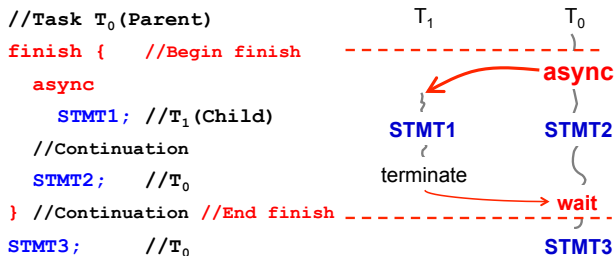 //Task T₀(Parent)
finish { //Begin finish
async
STMT1; //T₁(Child)
//Continuation
STMT2; //T₀
} //Continuation //End finish
STMT3; //T₀
T₁ T₀
async
STMT1 STMT2
terminate
wait
STMT3